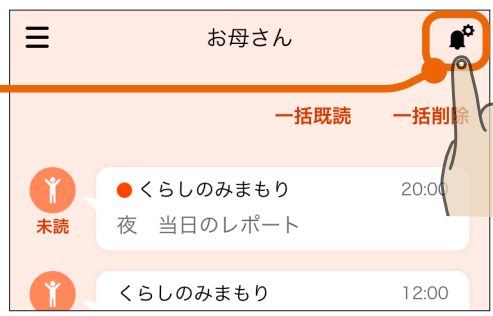 お母さん
一括既読 一括削除
くらしのみまもり 20:00
未読 夜 当日のレポート
くらしのみまもり 12:00